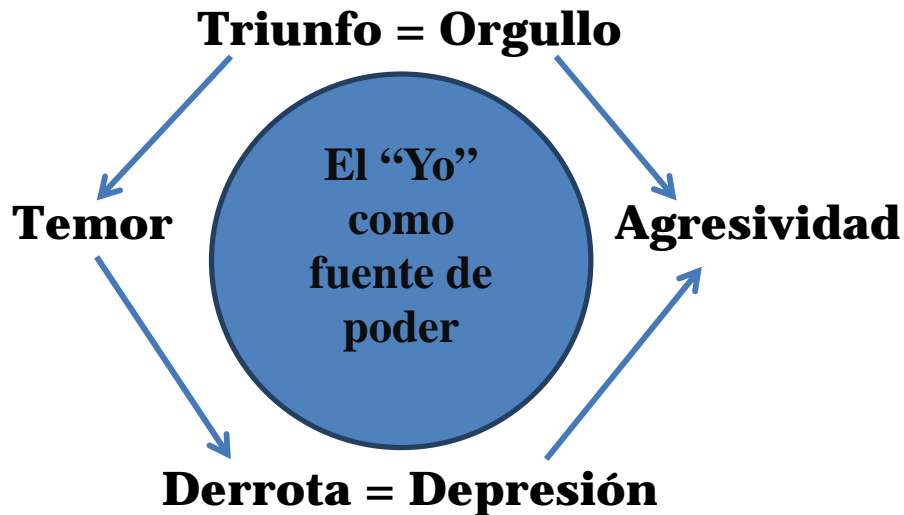 Triunfo = Orgullo
El “Yo”
como
fuente de
poder
Temor
Agresividad
Derrota = Depresión